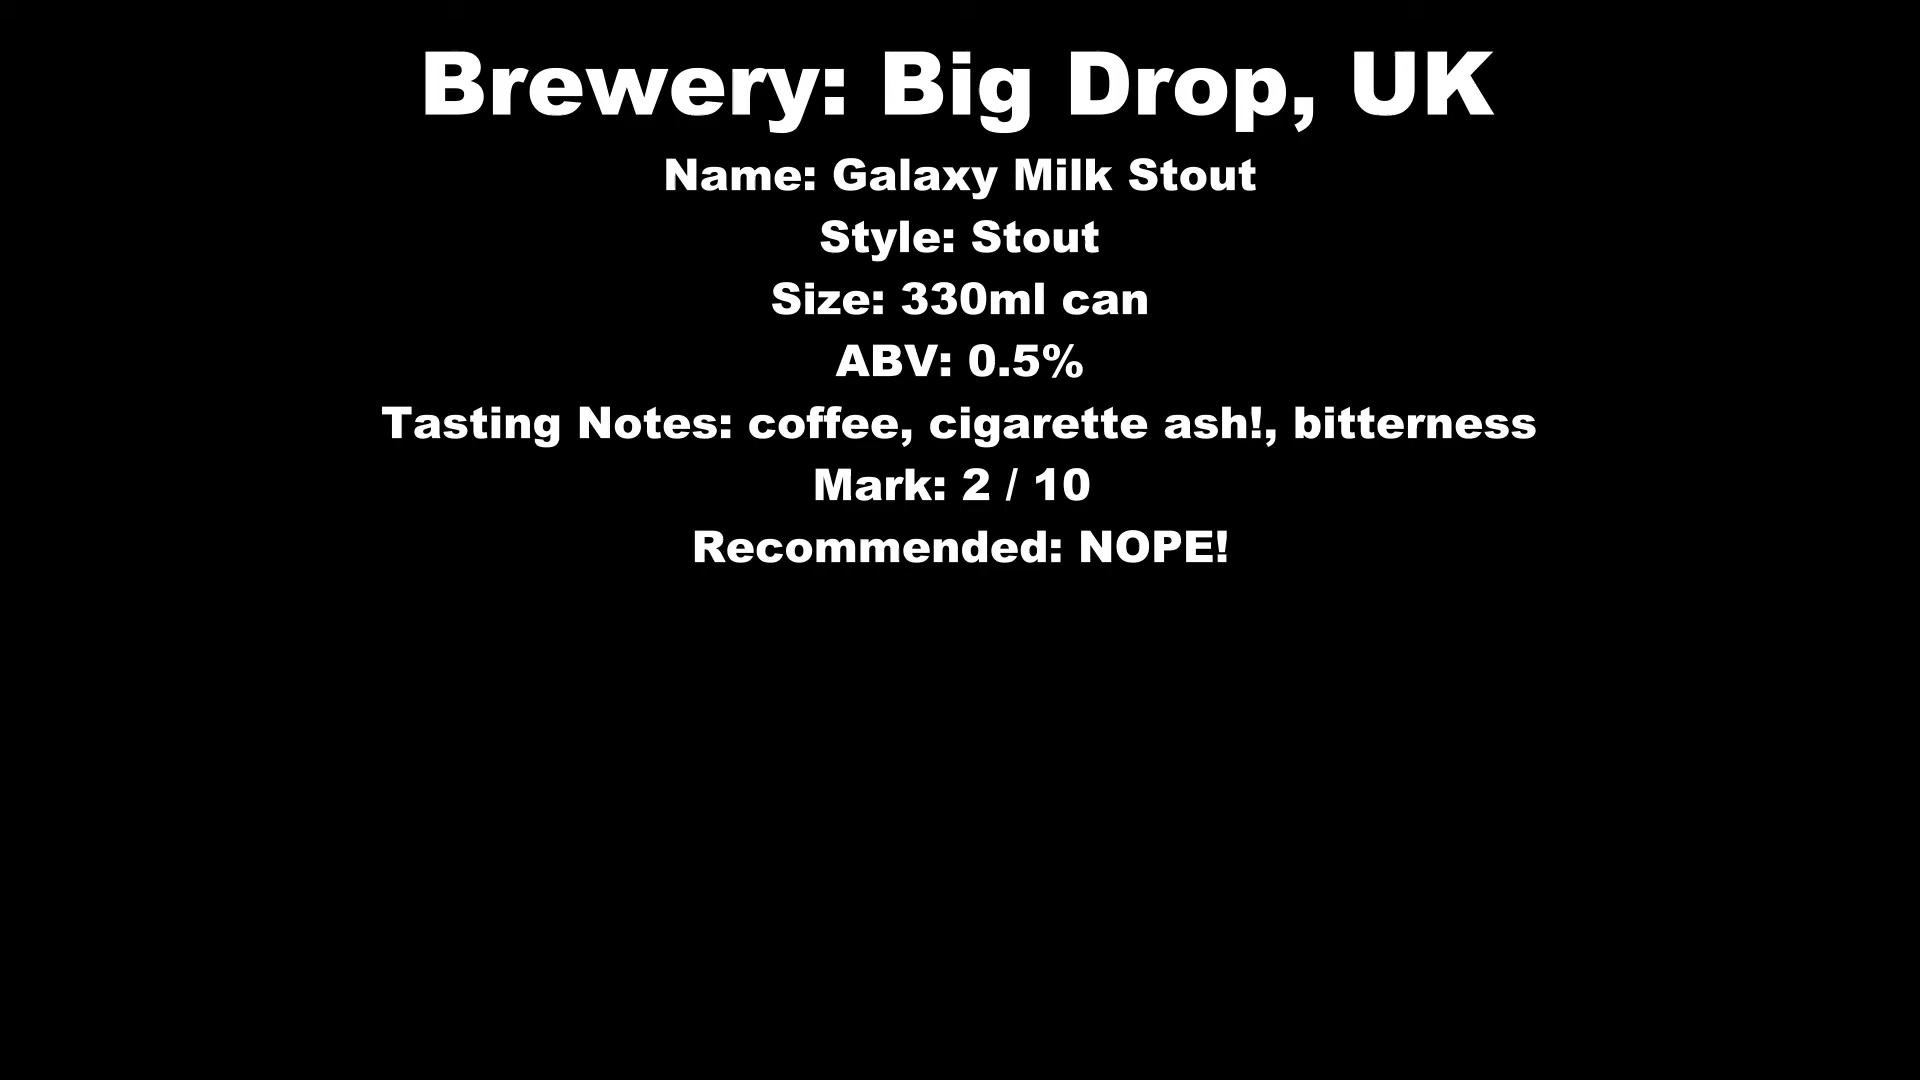 Brewery: Big Drop, UK
Name: Galaxy Milk Stout
Style: Stout
Size: 330ml can
ABV: 0.5%
Tasting Notes: coffee, cigarette ash!, bitterness
Mark: 2 / 10
Recommended: NOPE!